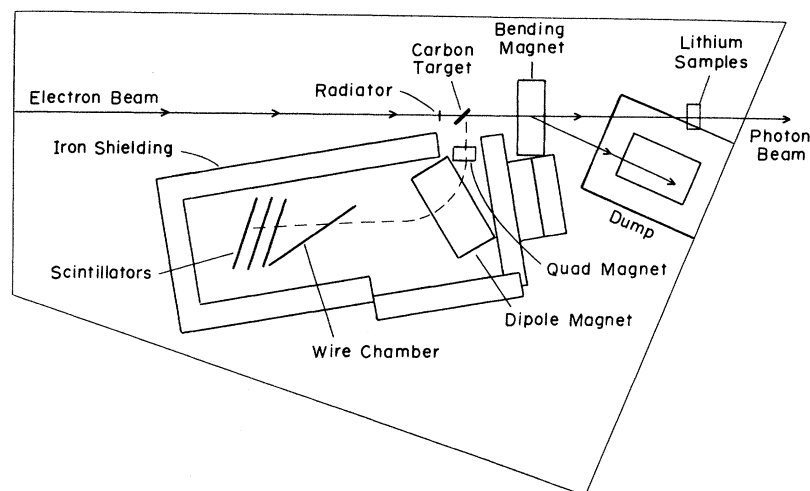 Bending
Magnet
Carbon
Target
Lithium
Samples
Electron Beam
Radiator
Photon
Beam
Iron Shielding
Dump
Scintillators
Quad Magnet
Dipole Magnet
Wire Chamber